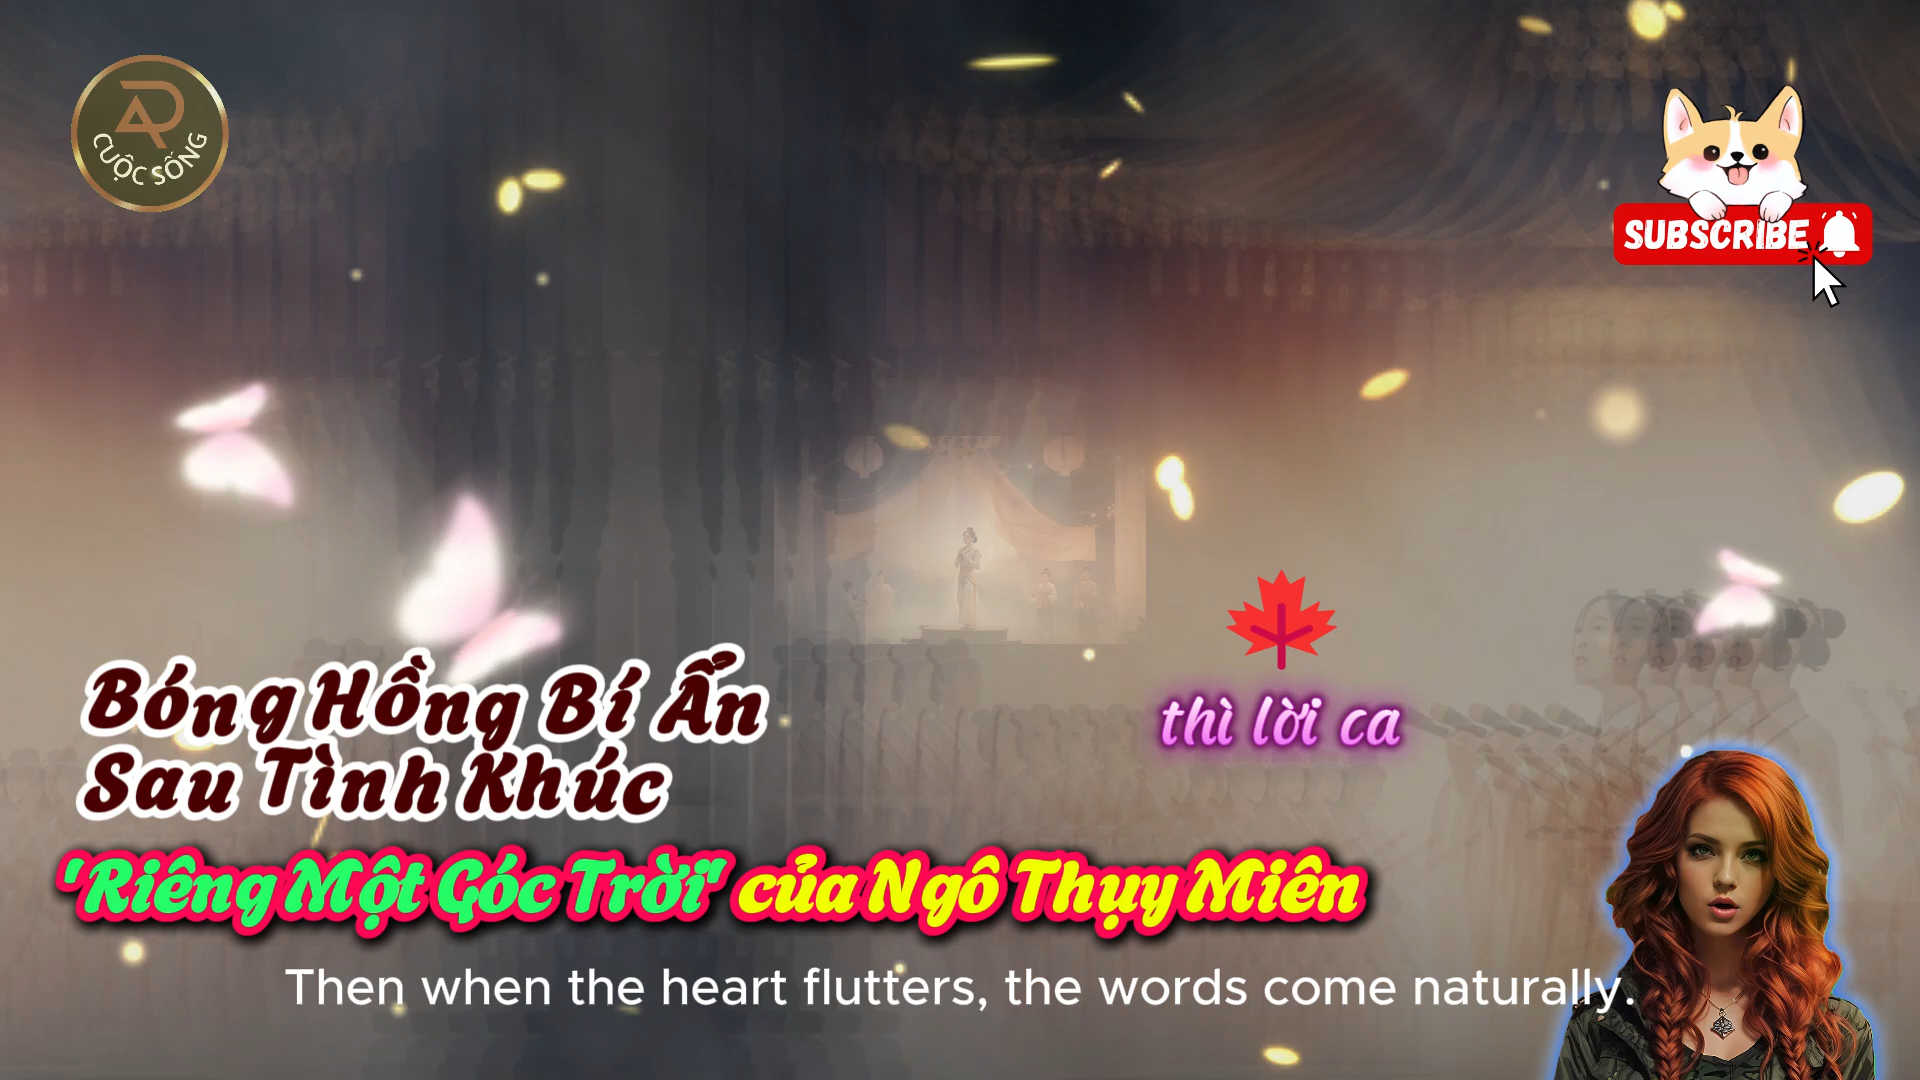 CUỘC SỐNG
SUBSCRIBE
Bóng Hồng Bí Ẩn
Sau Tình Khúc
thì lời ca
'Riêng Một Góc Trời' của Ngô Thụy Miên
Then when the heart flutters, the words come naturally.